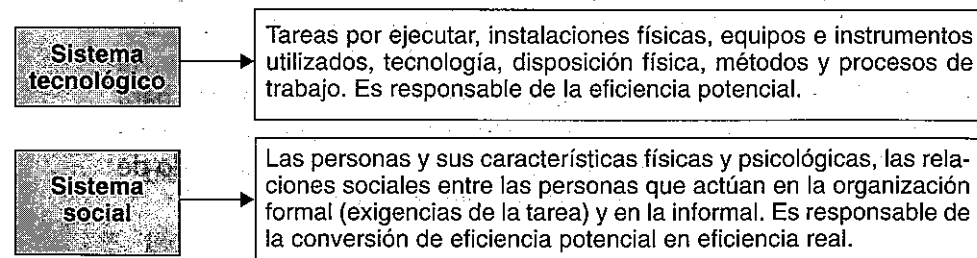 Sistema
tecnológico
Tareas por ejecutar, instalaciones físicas, equipos e instrumentos
utilizados, tecnología, disposición física, métodos y procesos de
trabajo. Es responsable de la eficiencia potencial.
Sistema
social
Las personas y sus características físicas y psicológicas, las rela-
ciones sociales entre las personas que actúan en la organización
formal (exigencias de la tarea) y en la informal. Es responsable de
la conversión de eficiencia potencial en eficiencia real.